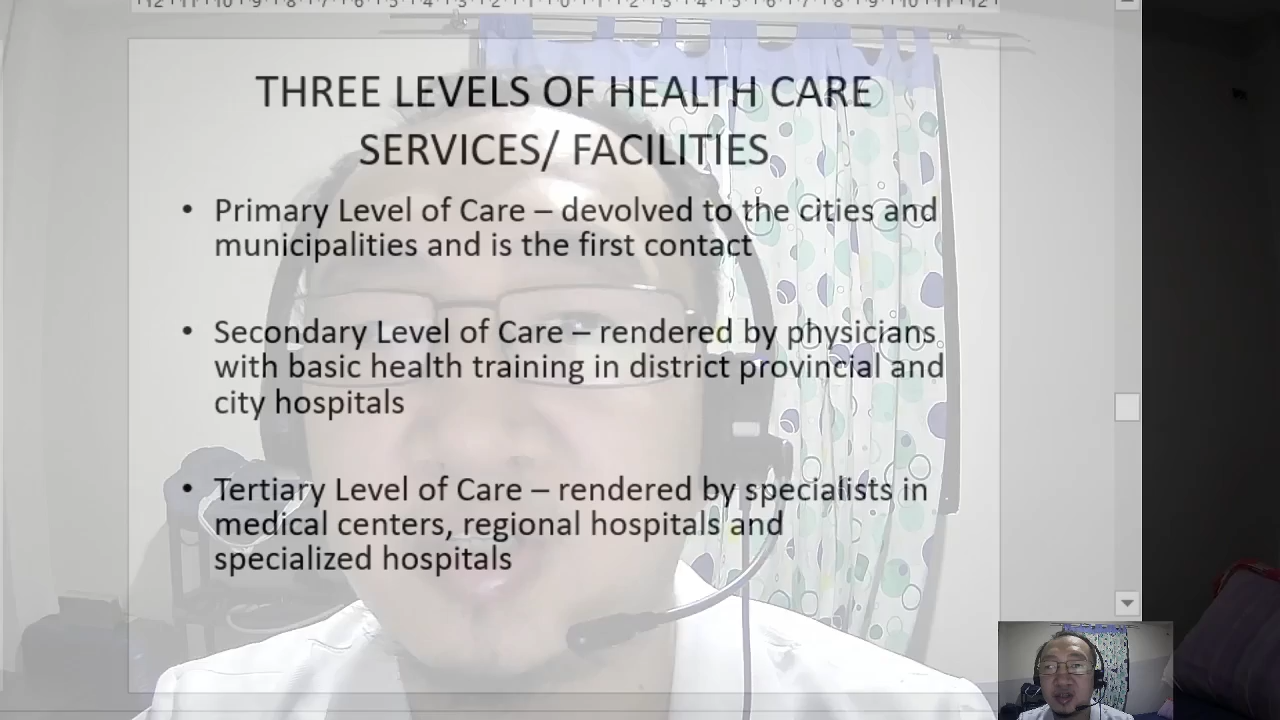 THREE LEVELS OF HEALTH CARE
SERVICES/ FACILITIES
• Primary Level of Care – devolved to the cities and
municipalities and is the first contact
• Secondary Level of Care – rendered by physicians
with basic health training in district provincial and
city hospitals
• Tertiary Level of Care – rendered by specialists in
medical centers, regional hospitals and
specialized hospitals